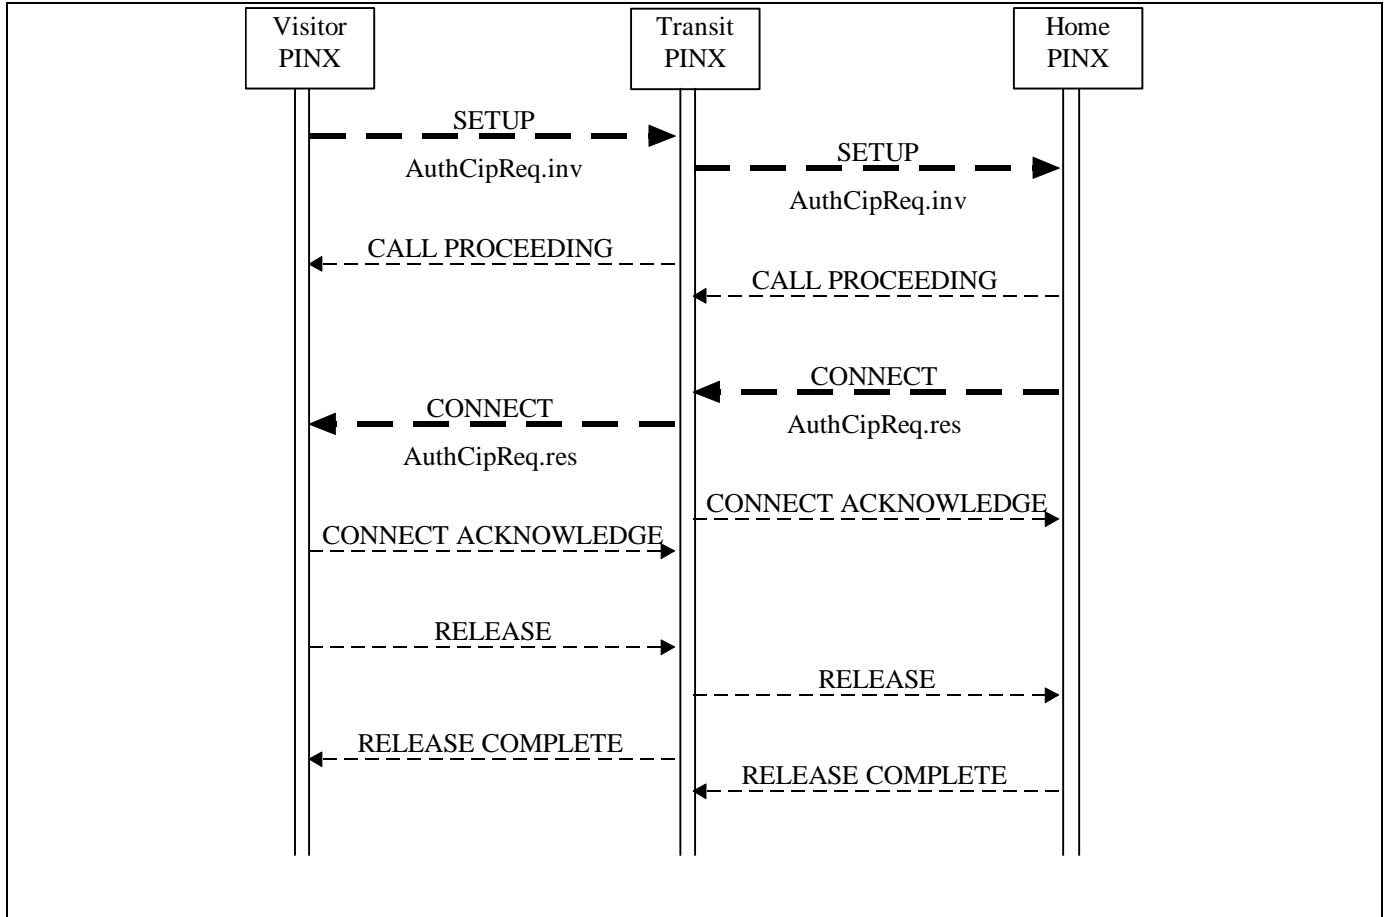 Visitor
PINX
Transit
PINX
Home
PINX
SETUP
AuthCipReq.inv
SETUP
AuthCipReq.inv
CALL PROCEEDING
CALL PROCEEDING
CONNECT
AuthCipReq.res
CONNECT
AuthCipReq.res
CONNECT ACKNOWLEDGE
CONNECT ACKNOWLEDGE
RELEASE
RELEASE
RELEASE COMPLETE
RELEASE COMPLETE